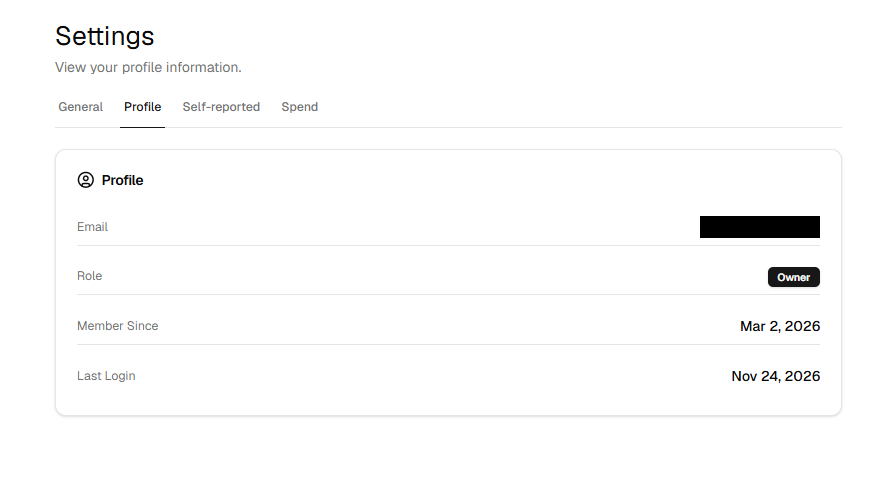 Settings
View your profile information.
General Profile Self-reported Spend
Profile
Email
Role Owner
Member Since Mar 2, 2026
Last Login Nov 24, 2026